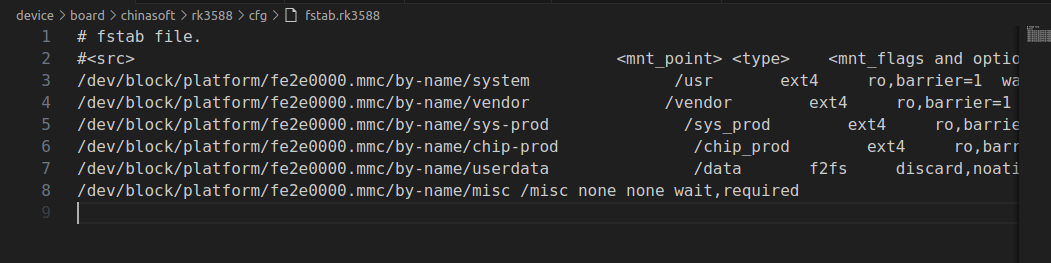 device > board > chinasoft > rk3588 > cfg > fstab.rk3588
1 # fstab file.
2 #<src> <mnt_point> <type> <mnt_flags and optio
3 /dev/block/platform/fe2e0000.mmc/by-name/system /usr ext4 ro,barrier=1 wa
4 /dev/block/platform/fe2e0000.mmc/by-name/vendor /vendor ext4 ro,barrier=1
5 /dev/block/platform/fe2e0000.mmc/by-name/sys-prod /sys_prod ext4 ro,barrie
6 /dev/block/platform/fe2e0000.mmc/by-name/chip-prod /chip_prod ext4 ro,barr
7 /dev/block/platform/fe2e0000.mmc/by-name/userdata /data f2fs discard,noati
8 /dev/block/platform/fe2e0000.mmc/by-name/misc /misc none none wait,required
9